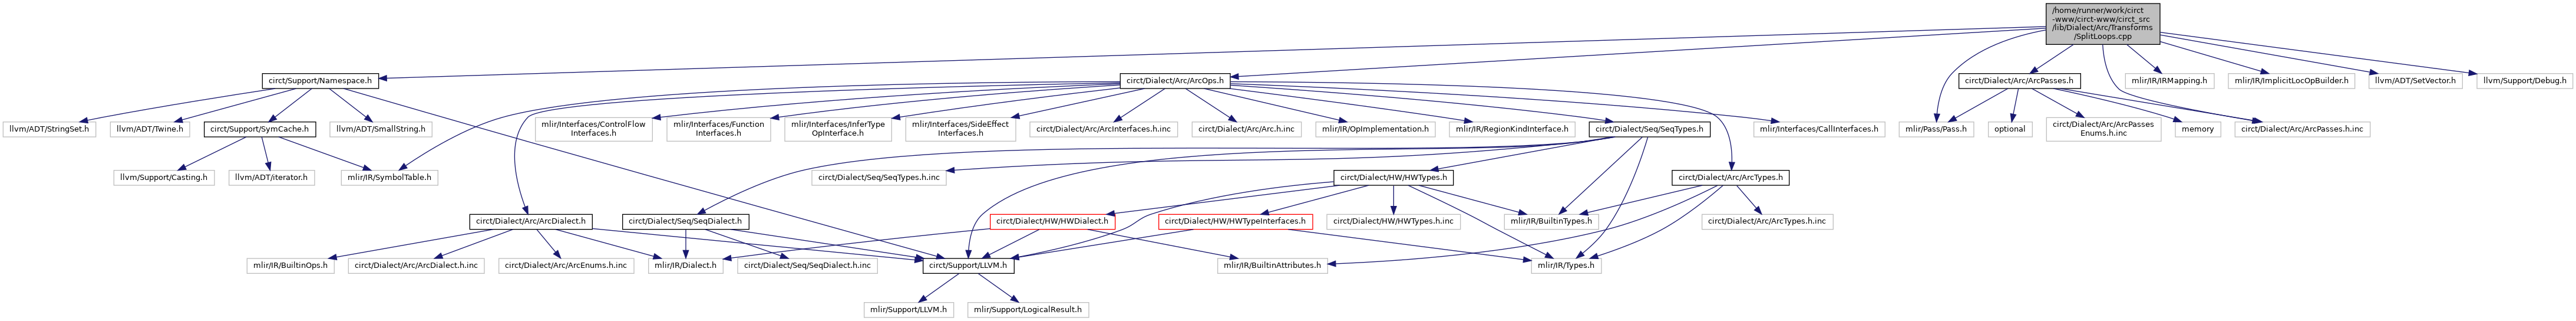 /home/runner/work/circt
-www/circt-www/circt_src
/lib/Dialect/Arc/Transforms
/SplitLoops.cpp
circt/Support/Namespace.h
circt/Dialect/Arc/ArcOps.h
circt/Dialect/Arc/ArcPasses.h
mlir/IR/IRMapping.h
mlir/IR/ImplicitLocOpBuilder.h
llvm/ADT/SetVector.h
llvm/Support/Debug.h
llvm/ADT/StringSet.h
llvm/ADT/Twine.h
circt/Support/SymCache.h
llvm/ADT/SmallString.h
mlir/Interfaces/ControlFlow
Interfaces.h
mlir/Interfaces/Function
Interfaces.h
mlir/Interfaces/InferType
OpInterface.h
mlir/Interfaces/SideEffect
Interfaces.h
circt/Dialect/Arc/ArcInterfaces.h.inc
circt/Dialect/Arc/Arc.h.inc
mlir/IR/OpImplementation.h
mlir/IR/RegionKindInterface.h
circt/Dialect/Seq/SeqTypes.h
mlir/Interfaces/CallInterfaces.h
mlir/Pass/Pass.h
optional
circt/Dialect/Arc/ArcPasses
Enums.h.inc
memory
circt/Dialect/Arc/ArcPasses.h.inc
llvm/Support/Casting.h
llvm/ADT/iterator.h
mlir/IR/SymbolTable.h
circt/Dialect/Seq/SeqTypes.h.inc
circt/Dialect/HW/HWTypes.h
circt/Dialect/Arc/ArcTypes.h
circt/Dialect/Arc/ArcDialect.h
circt/Dialect/Seq/SeqDialect.h
circt/Dialect/HW/HWDialect.h
circt/Dialect/HW/HWTypeInterfaces.h
circt/Dialect/HW/HWTypes.h.inc
mlir/IR/BuiltinTypes.h
circt/Dialect/Arc/ArcTypes.h.inc
mlir/IR/BuiltinOps.h
circt/Dialect/Arc/ArcDialect.h.inc
circt/Dialect/Arc/ArcEnums.h.inc
mlir/IR/Dialect.h
circt/Dialect/Seq/SeqDialect.h.inc
circt/Support/LLVM.h
mlir/IR/BuiltinAttributes.h
mlir/IR/Types.h
mlir/Support/LLVM.h
mlir/Support/LogicalResult.h